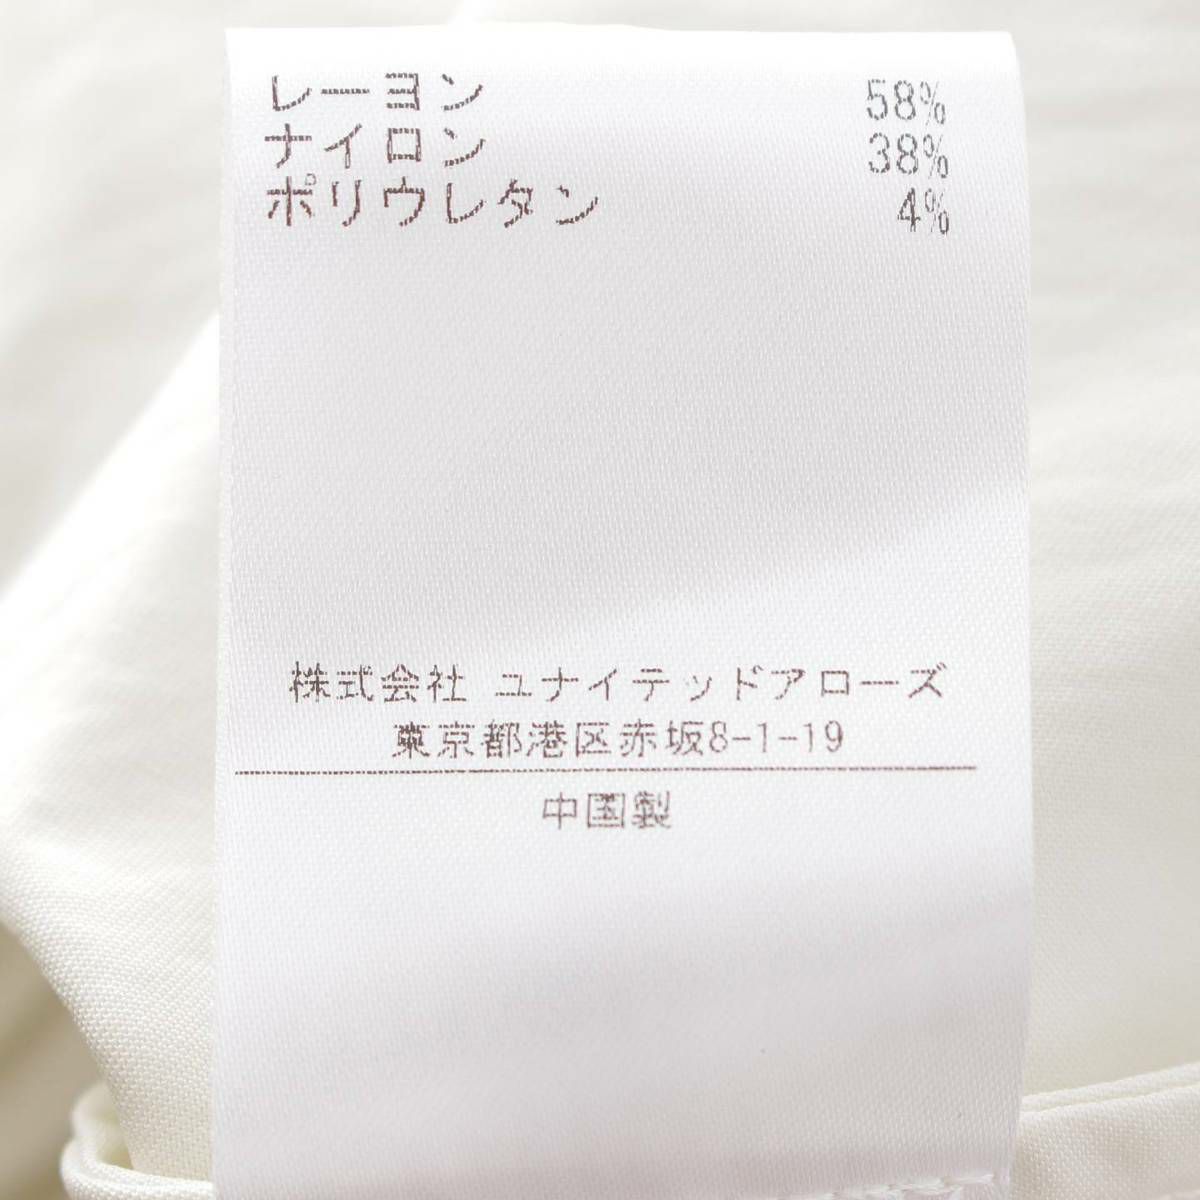 レーヨン 58%
ナイロン 38%
ポリウレタン 4%
株式会社 ユナイテッドアローズ
東京都港区赤坂8-1-19
中国製